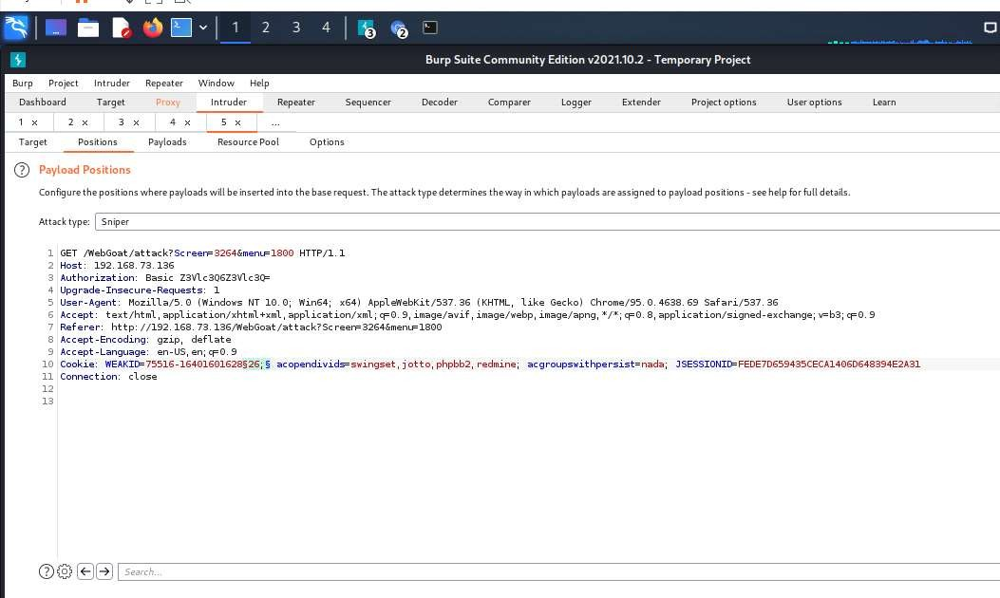 1 2 3 4 3 2
Burp Suite Community Edition v2021.10.2 - Temporary Project
Burp Project Intruder Repeater Window Help
Dashboard Target Proxy Intruder Repeater Sequencer Decoder Comparer Logger Extender Project options User options Learn
1 × 2 × 3 × 4 × 5 × ...
Target Positions Payloads Resource Pool Options
? Payload Positions
Configure the positions where payloads will be inserted into the base request. The attack type determines the way in which payloads are assigned to payload positions - see help for full details.
Attack type: Sniper
1 GET /WebGoat/attack?Screen=3264&menu=1800 HTTP/1.1
2 Host: 192.168.73.136
3 Authorization: Basic Z3Vlc3Q6Z3Vlc3Q=
4 Upgrade-Insecure-Requests: 1
5 User-Agent: Mozilla/5.0 (Windows NT 10.0; Win64; x64) AppleWebKit/537.36 (KHTML, like Gecko) Chrome/95.0.4638.69 Safari/537.36
6 Accept: text/html,application/xhtml+xml,application/xml;q=0.9,image/avif,image/webp,image/apng,*/*;q=0.8,application/signed-exchange;v=b3;q=0.9
7 Referer: http://192.168.73.136/WebGoat/attack?Screen=3264&menu=1800
8 Accept-Encoding: gzip, deflate
9 Accept-Language: en-US,en;q=0.9
10 Cookie: WEAKID=75516-16401601628§26;§ acopendivids=swingset,jotto,phpbb2,redmine; acgroupswithpersist=nada; JSESSIONID=FEDE7D659435CECA1406D648394E2A31
11 Connection: close
12
13
? Search...